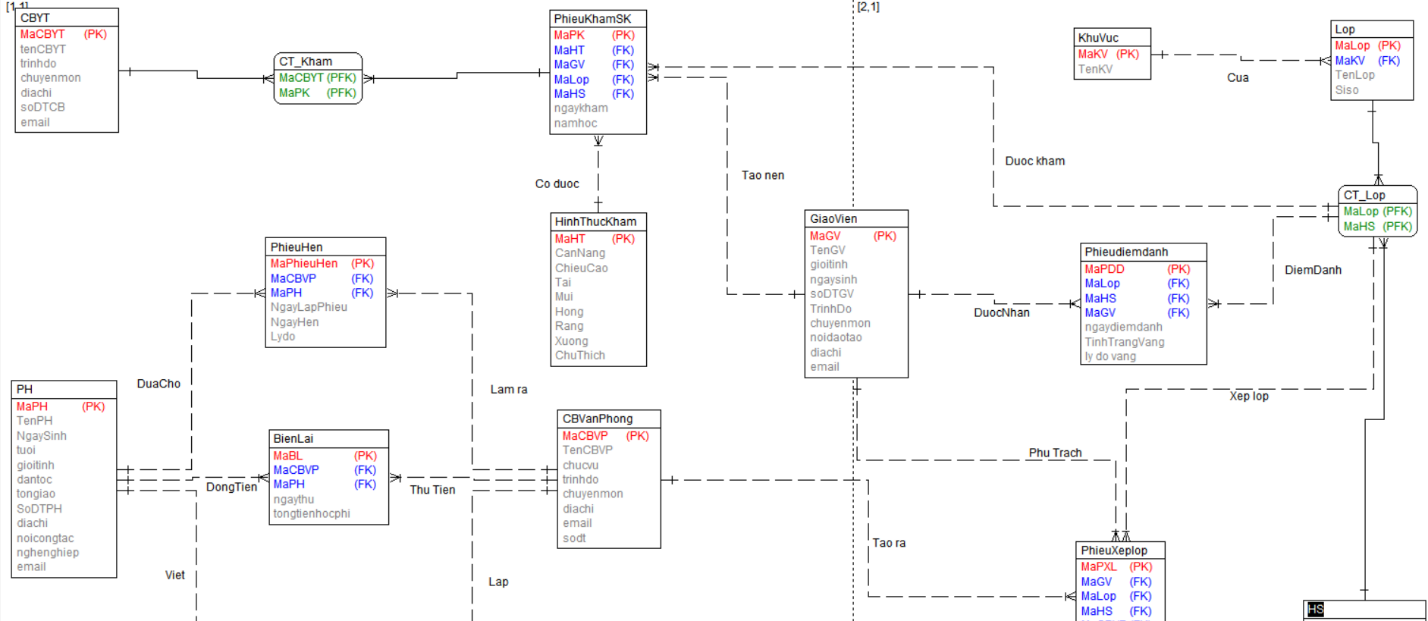 [1,1]
CBYT
MaCBYT (PK)
tenCBYT
trinhdo
chuyenmon
diachi
soDTCB
email
CT_Kham
MaCBYT (PFK)
MaPK (PFK)
PhieuKhamSK
MaPK (PK)
MaHT (FK)
MaGV (FK)
MaLop (FK)
MaHS (FK)
ngaykham
namhoc
[2,1]
KhuVuc
MaKV (PK)
TenKV
Cua
Lop
MaLop (PK)
MaKV (FK)
TenLop
Siso
Duoc kham
Tao nen
Co duoc
CT_Lop
MaLop (PFK)
MaHS (PFK)
HinhThucKham
MaHT (PK)
CanNang
ChieuCao
Tai
Mui
Hong
Rang
Xuong
ChuThich
GiaoVien
MaGV (PK)
TenGV
gioitinh
ngaysinh
soDTGV
TrinhDo
chuyenmon
noidaotao
diachi
email
PhieuHen
MaPhieuHen (PK)
MaCBVP (FK)
MaPH (FK)
NgayLapPhieu
NgayHen
Lydo
Phieudiemdanh
MaPDD (PK)
MaLop (FK)
MaHS (FK)
MaGV (FK)
ngaydiemdanh
TinhTrangVang
ly do vang
DiemDanh
DuocNhan
DuaCho
Lam ra
Xep lop
PH
MaPH (PK)
TenPH
NgaySinh
tuoi
gioitinh
dantoc
tongiao
SoDTPH
diachi
noicongtac
nghenghiep
email
BienLai
MaBL (PK)
MaCBVP (FK)
MaPH (FK)
ngaythu
tongtienhocphi
DongTien
Thu Tien
CBVanPhong
MaCBVP (PK)
TenCBVP
chucvu
trinhdo
chuyenmon
diachi
email
sodt
Phu Trach
Tao ra
Viet
Lap
PhieuXeplop
MaPXL (PK)
MaGV (FK)
MaLop (FK)
MaHS (FK)
HS